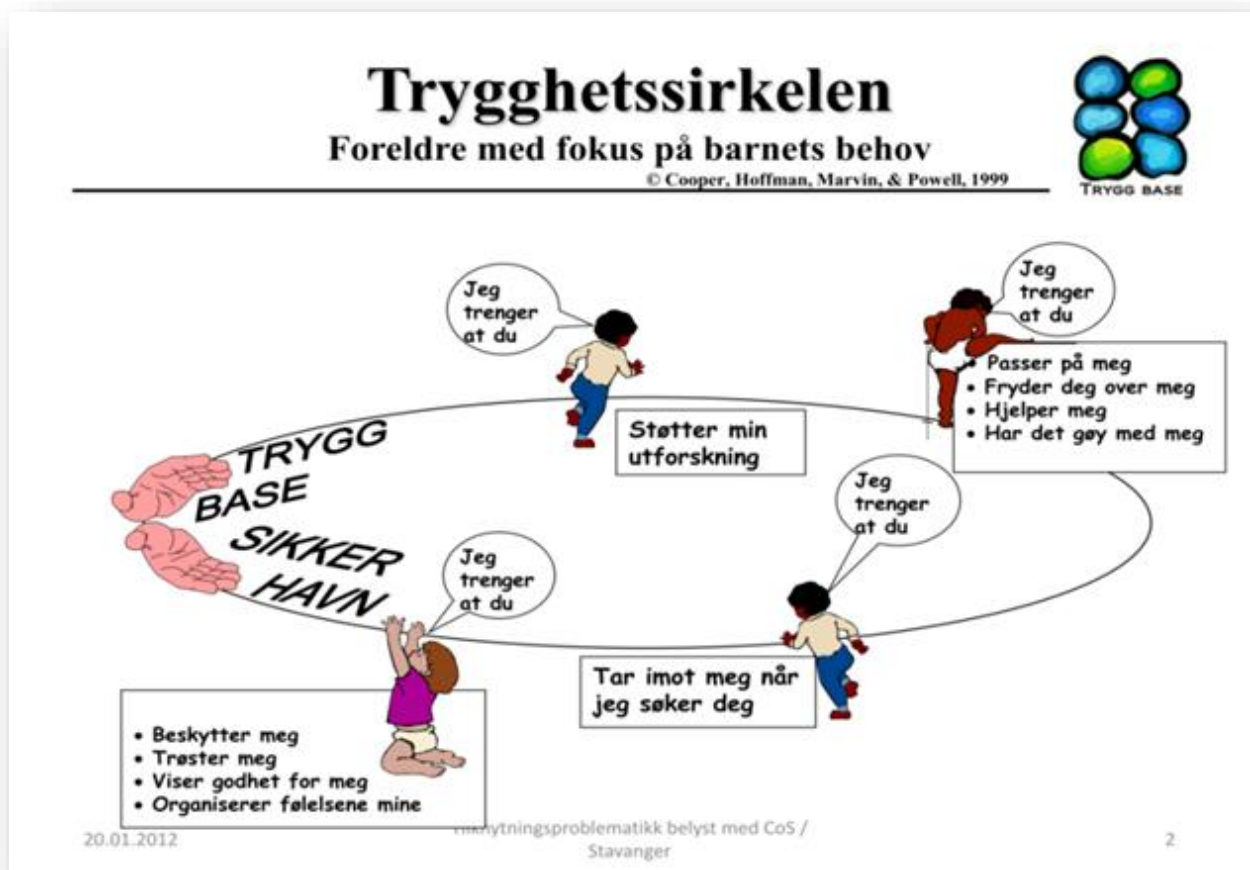 Trygghetssirkelen
Foreldre med fokus på barnets behov
© Cooper, Hoffman, Marvin, & Powell, 1999
TRYGG BASE
Jeg
trenger
at du
Støtter min
utforskning
Jeg
trenger
at du
• Passer på meg
• Fryder deg over meg
• Hjelper meg
• Har det gøy med meg
TRYGG
BASE
SIKKER
HAVN
Jeg
trenger
at du
Tar imot meg når
jeg søker deg
Jeg
trenger
at du
• Beskytter meg
• Trøster meg
• Viser godhet for meg
• Organiserer følelsene mine
20.01.2012
belyst med CoS /
Stavanger
2